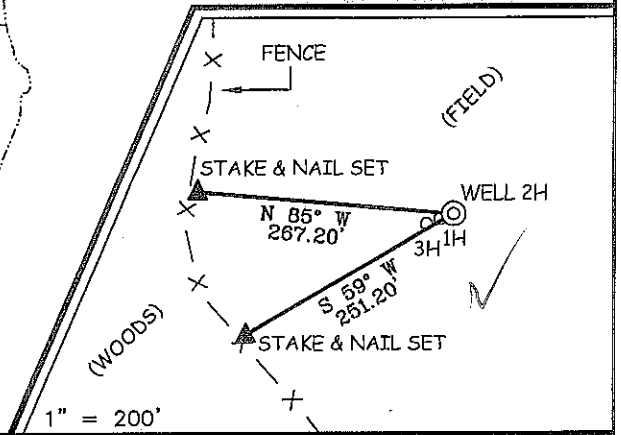 FENCE
(FIELD)
STAKE & NAIL SET
WELL 2H
N 85° W
267.20'
3H 1H
S 59° W
251.20'
STAKE & NAIL SET
(WOODS)
1" = 200'